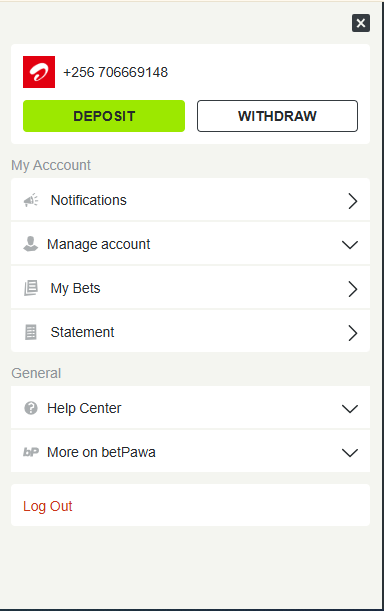 +256 706669148
DEPOSIT
WITHDRAW
My Acccount
Notifications
Manage account
My Bets
Statement
General
Help Center
bP More on betPawa
Log Out